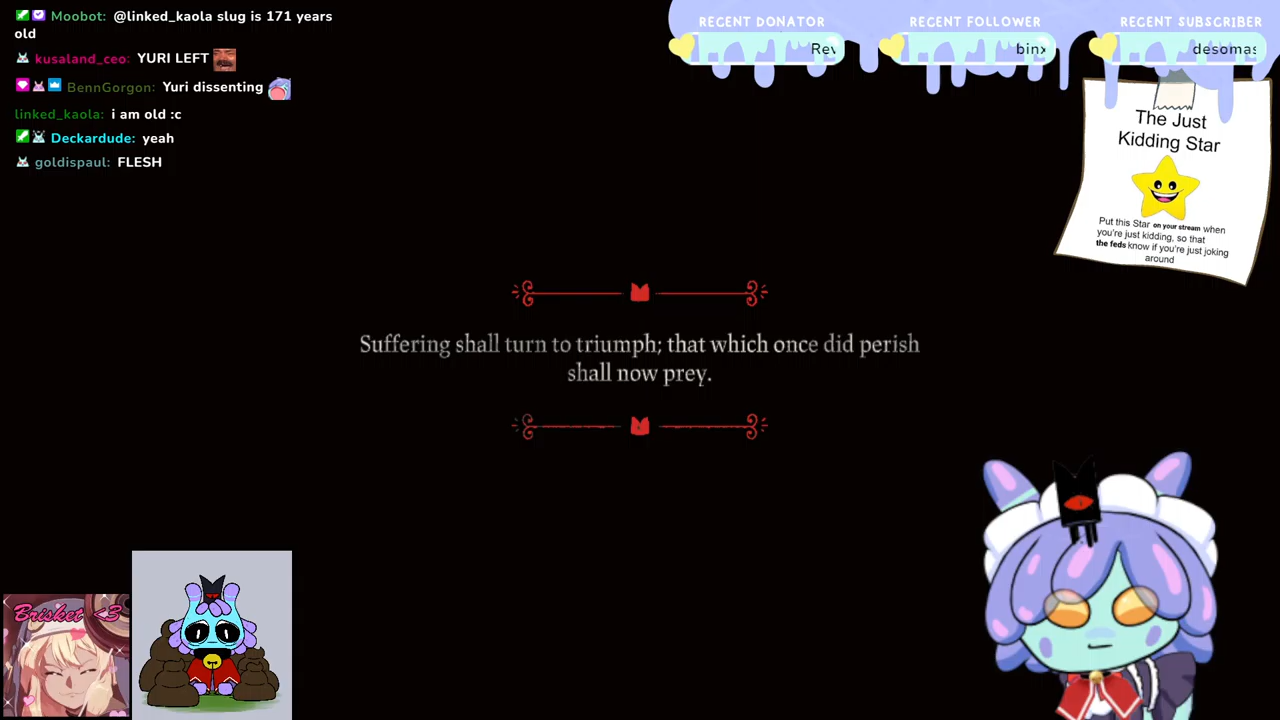 Moobot: @linked_kaola slug is 171 years
old
kusaland_ceo: YURI LEFT
BennGorgon: Yuri dissenting
linked_kaola: i am old :c
Deckardude: yeah
goldispaul: FLESH
RECENT DONATOR
Rev
RECENT FOLLOWER
binx
RECENT SUBSCRIBER
desomas
The Just
Kidding Star
Put this Star on your stream when
you're just kidding, so that
the feds know if you're just joking
around
Suffering shall turn to triumph; that which once did perish
shall now prey.
Brisket <3